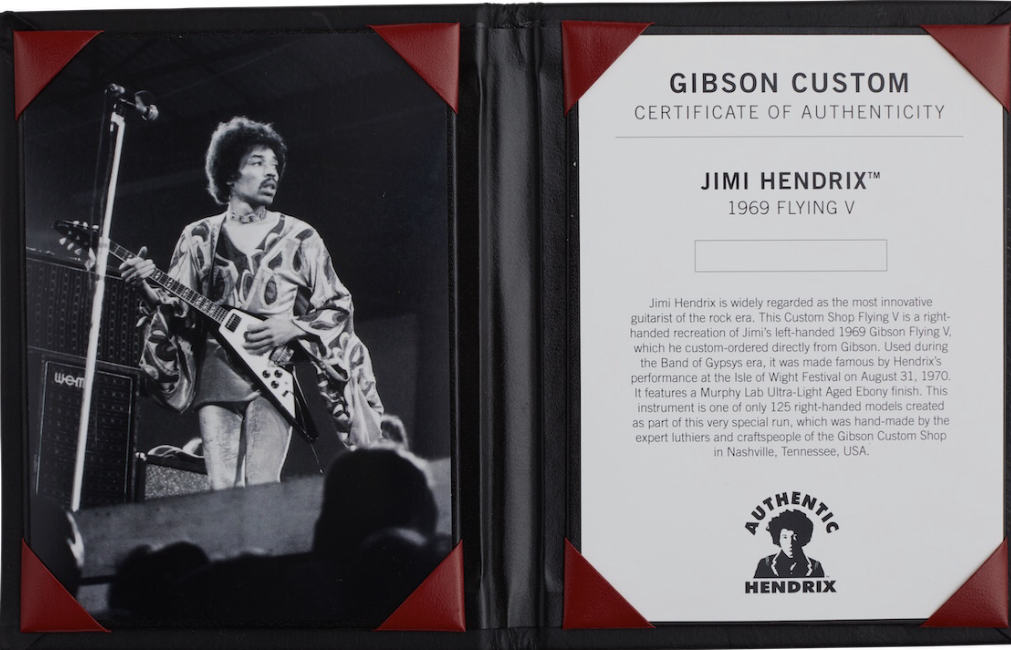 wem
GIBSON CUSTOM
CERTIFICATE OF AUTHENTICITY
JIMI HENDRIX™
1969 FLYING V
Jimi Hendrix is widely regarded as the most innovative
guitarist of the rock era. This Custom Shop Flying V is a right-
handed recreation of Jimi's left-handed 1969 Gibson Flying V,
which he custom-ordered directly from Gibson. Used during
the Band of Gypsys era, it was made famous by Hendrix's
performance at the Isle of Wight Festival on August 31, 1970.
It features a Murphy Lab Ultra-Light Aged Ebony finish. This
instrument is one of only 125 right-handed models created
as part of this very special run, which was hand-made by the
expert luthiers and craftspeople of the Gibson Custom Shop
in Nashville, Tennessee, USA.
AUTHENTIC
HENDRIX